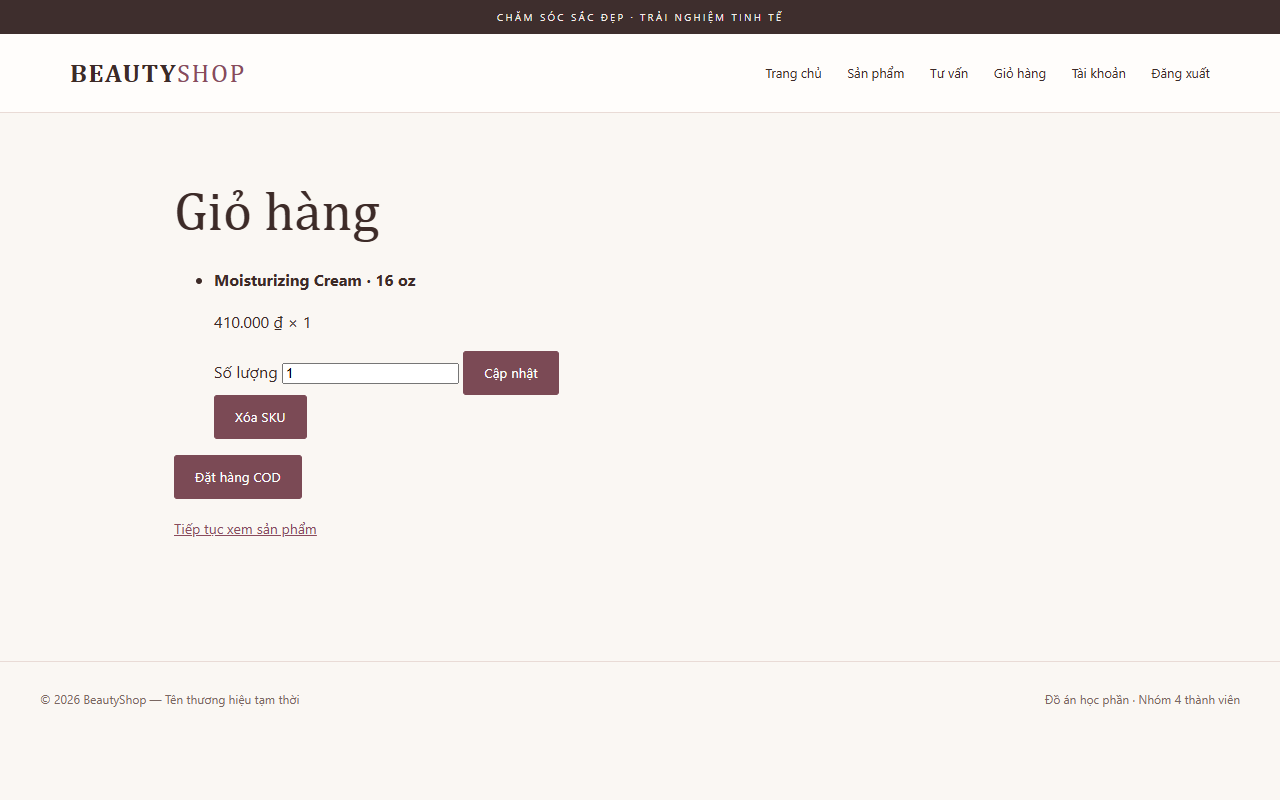 CHĂM SÓC SẮC ĐẸP · TRẢI NGHIỆM TINH TẾ
BEAUTYSHOP
Trang chủ Sản phẩm Tư vấn Giỏ hàng Tài khoản Đăng xuất
Giỏ hàng
• Moisturizing Cream · 16 oz
410.000 ₫ × 1
Số lượng 1 Cập nhật
Xóa SKU
Đặt hàng COD
Tiếp tục xem sản phẩm
© 2026 BeautyShop — Tên thương hiệu tạm thời
Đồ án học phần · Nhóm 4 thành viên